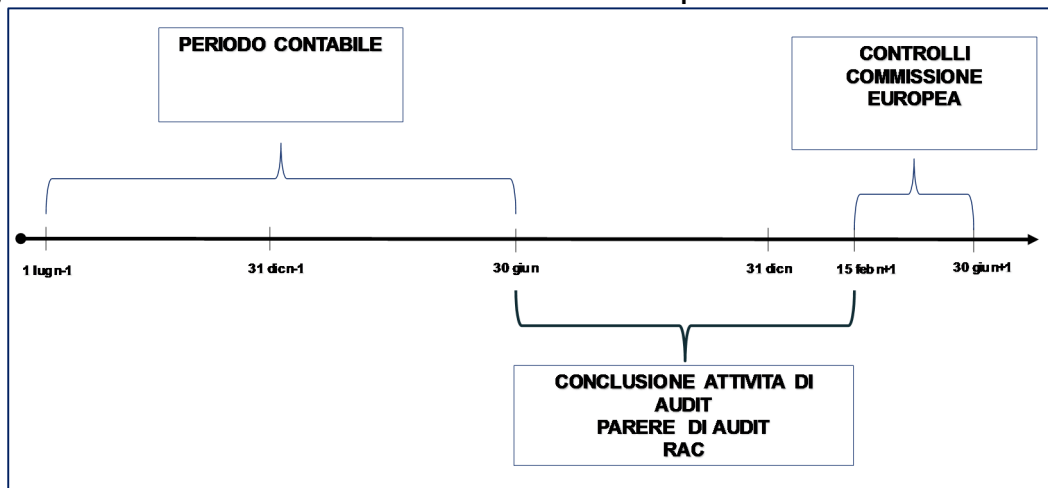 PERIODO CONTABILE
CONTROLLI
COMMISSIONE
EUROPEA
1 lug n-1
31 dic n-1
30 giu n
31 dic n
15 feb n+1
30 giu n+1
CONCLUSIONE ATTIVITA DI
AUDIT
PARERE DI AUDIT
RAC